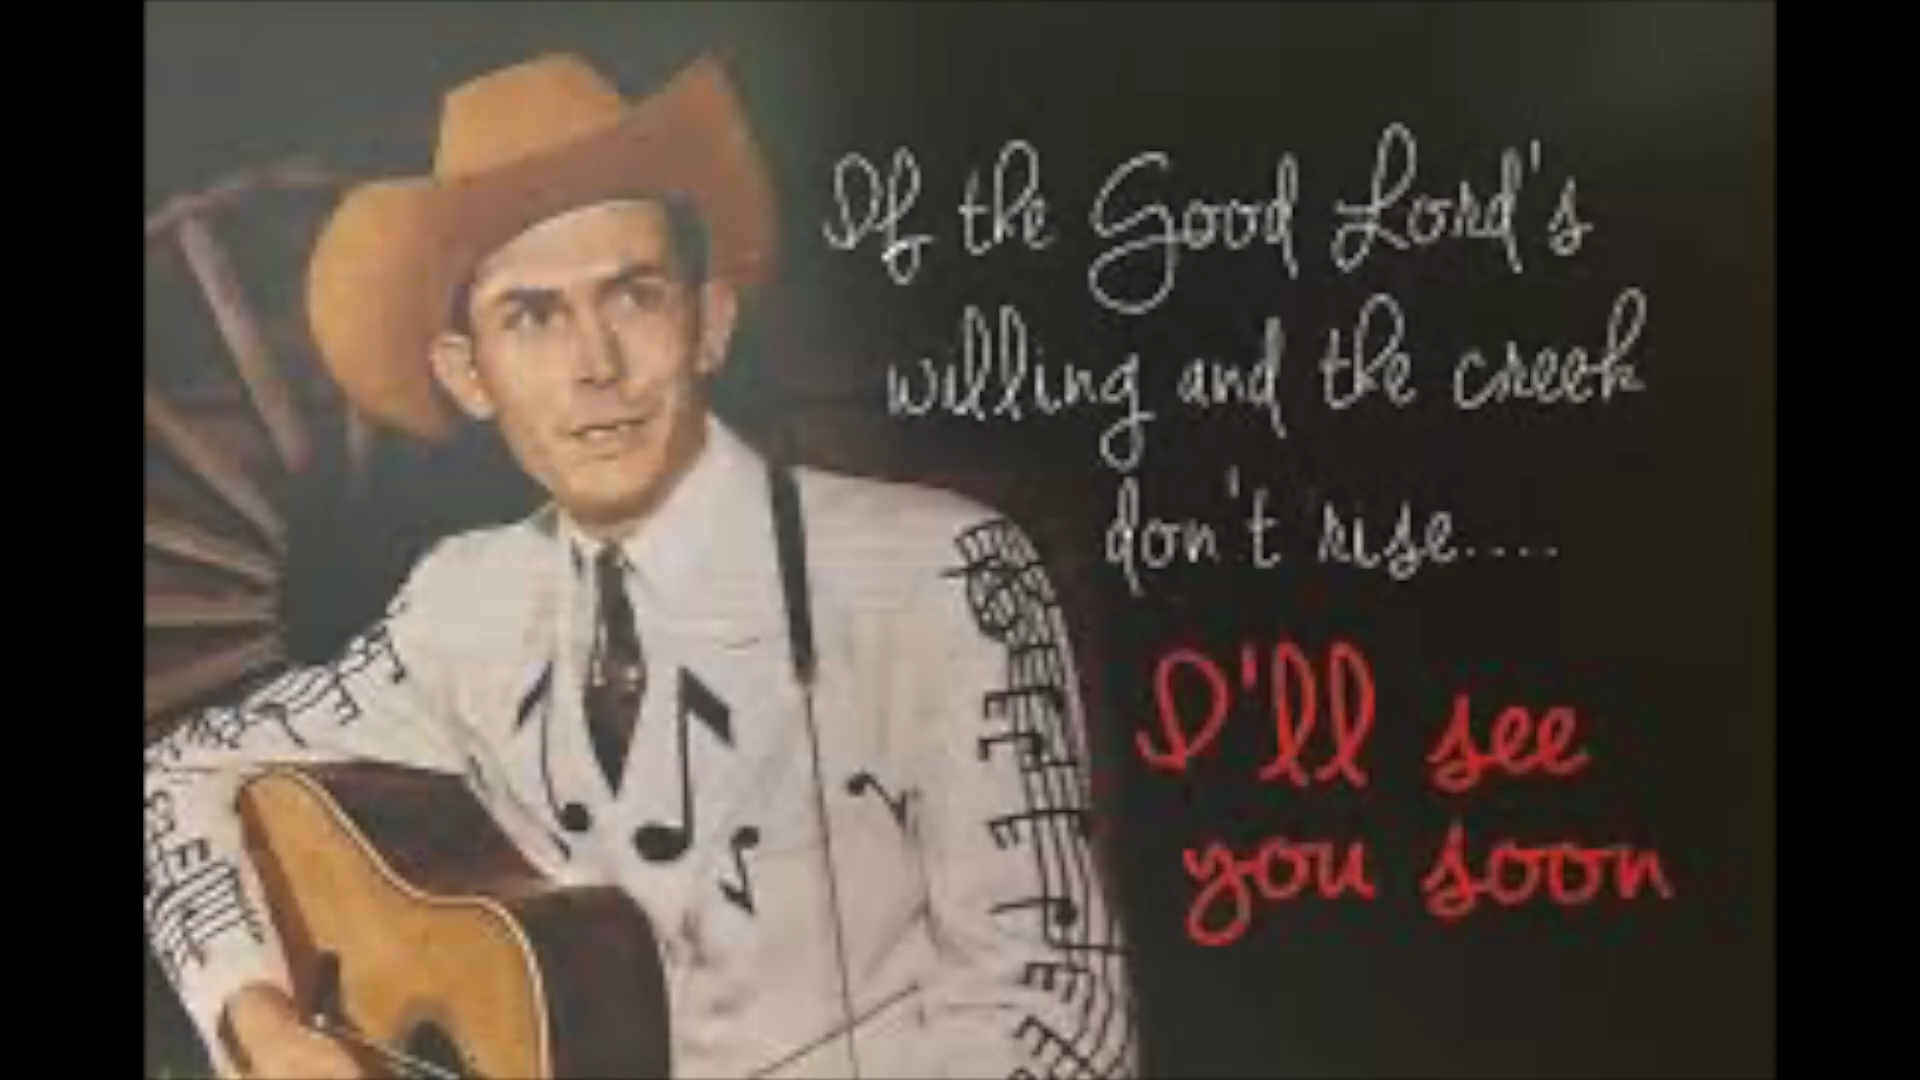 If the Good Lord's
willing and the creek
don't rise....
I'll see
you soon